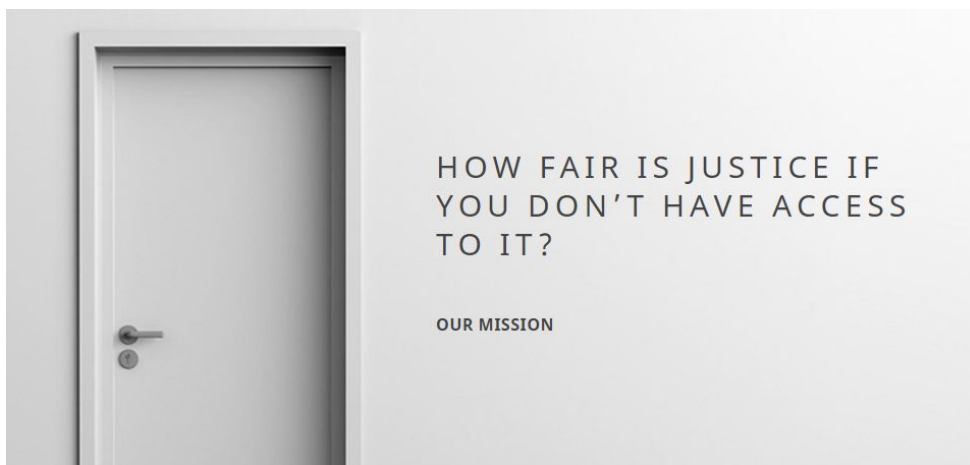 HOW FAIR IS JUSTICE IF
YOU DON’T HAVE ACCESS
TO IT?
OUR MISSION